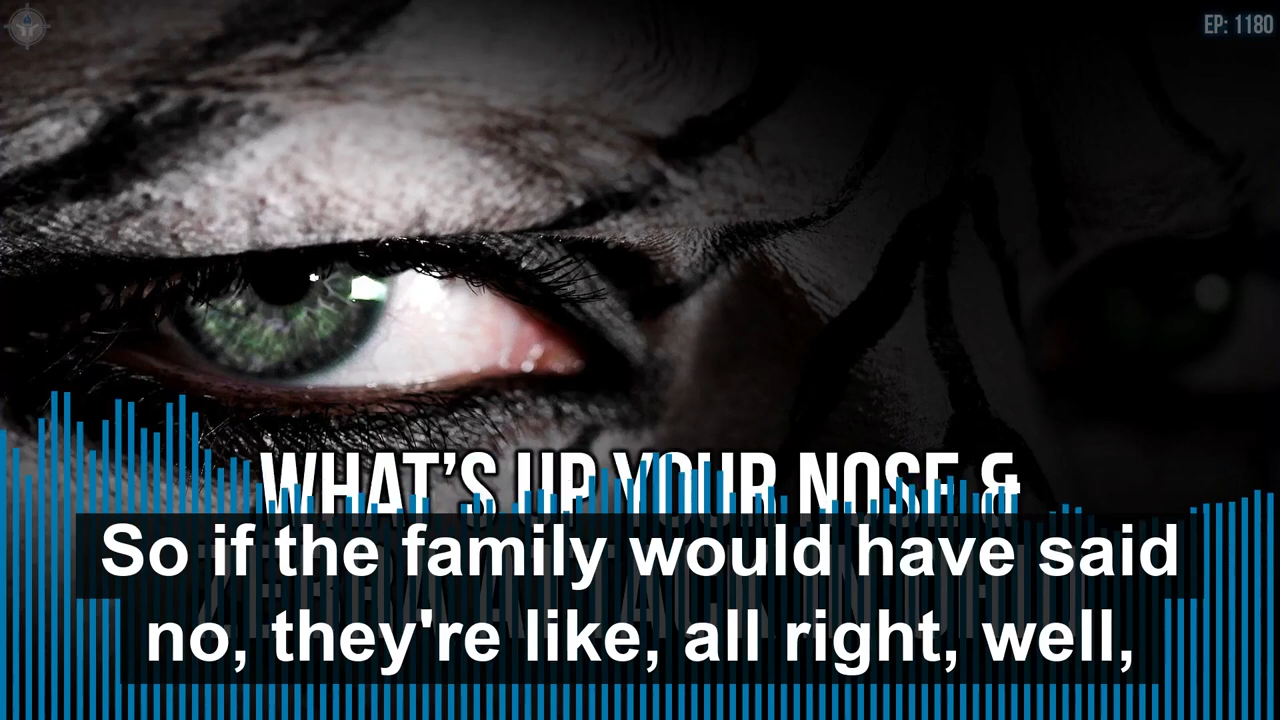 EP: 1180
WHAT'S UP YOUR NOSE &
So if the family would have said
no, they're like, all right, well,